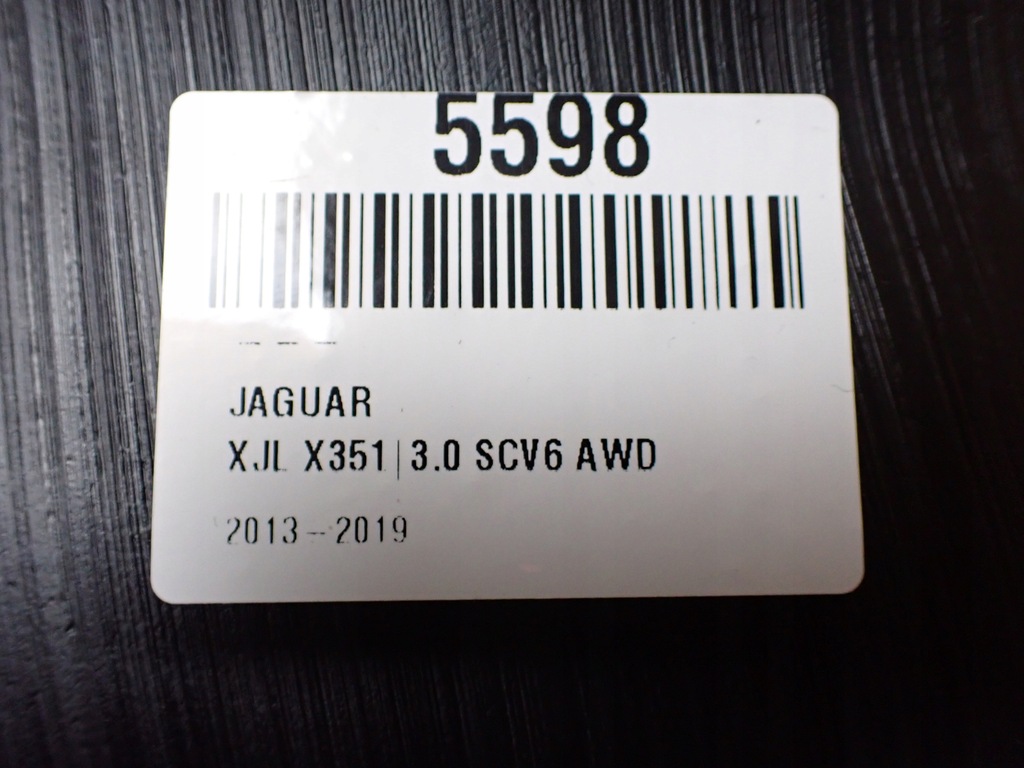 5598
JAGUAR
XJL X351 | 3.0 SCV6 AWD
2013-2019